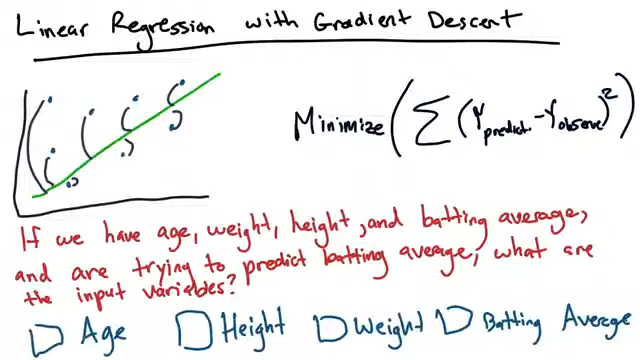 Linear Regression with Gradient Descent
Minimize(∑(Ypredict.-Yobserve)²)
If we have age, weight, height, and batting average,
and are trying to predict batting average, what are
the input variables?
Age Height Weight Batting Average